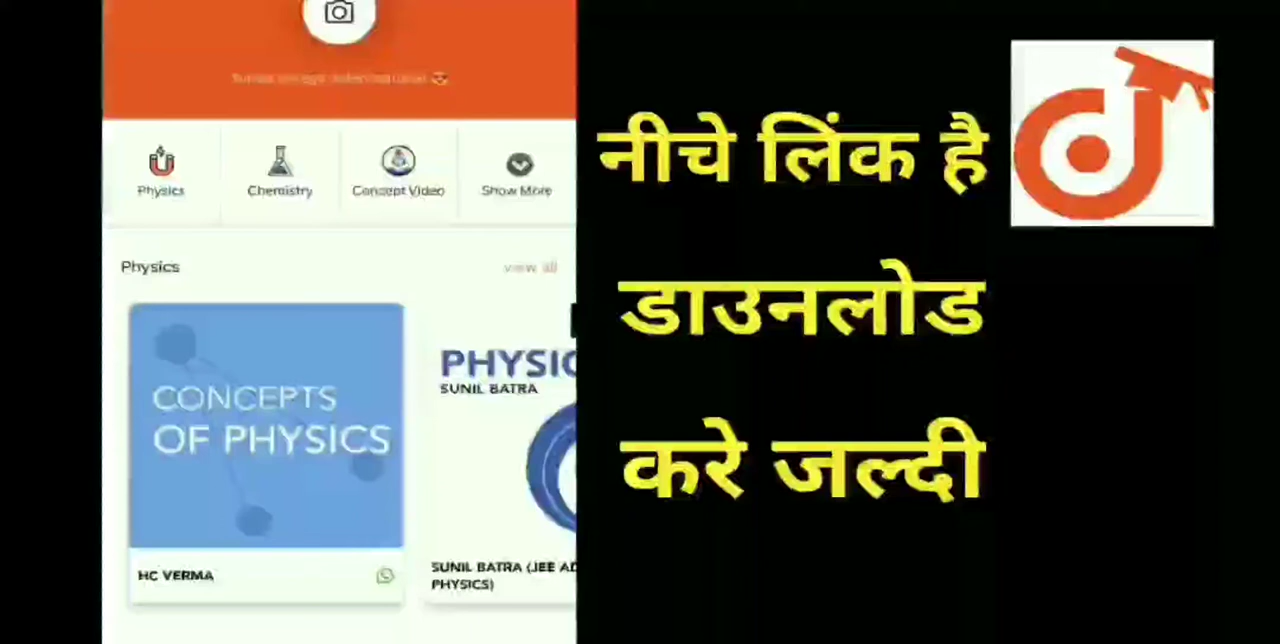 Physics
Chemistry
Concept Video
Show More
Physics
view all
CONCEPTS
OF PHYSICS
HC VERMA
PHYSIC
SUNIL BATRA
SUNIL BATRA (JEE AD
PHYSICS)
नीचे लिंक है
डाउनलोड
करे जल्दी